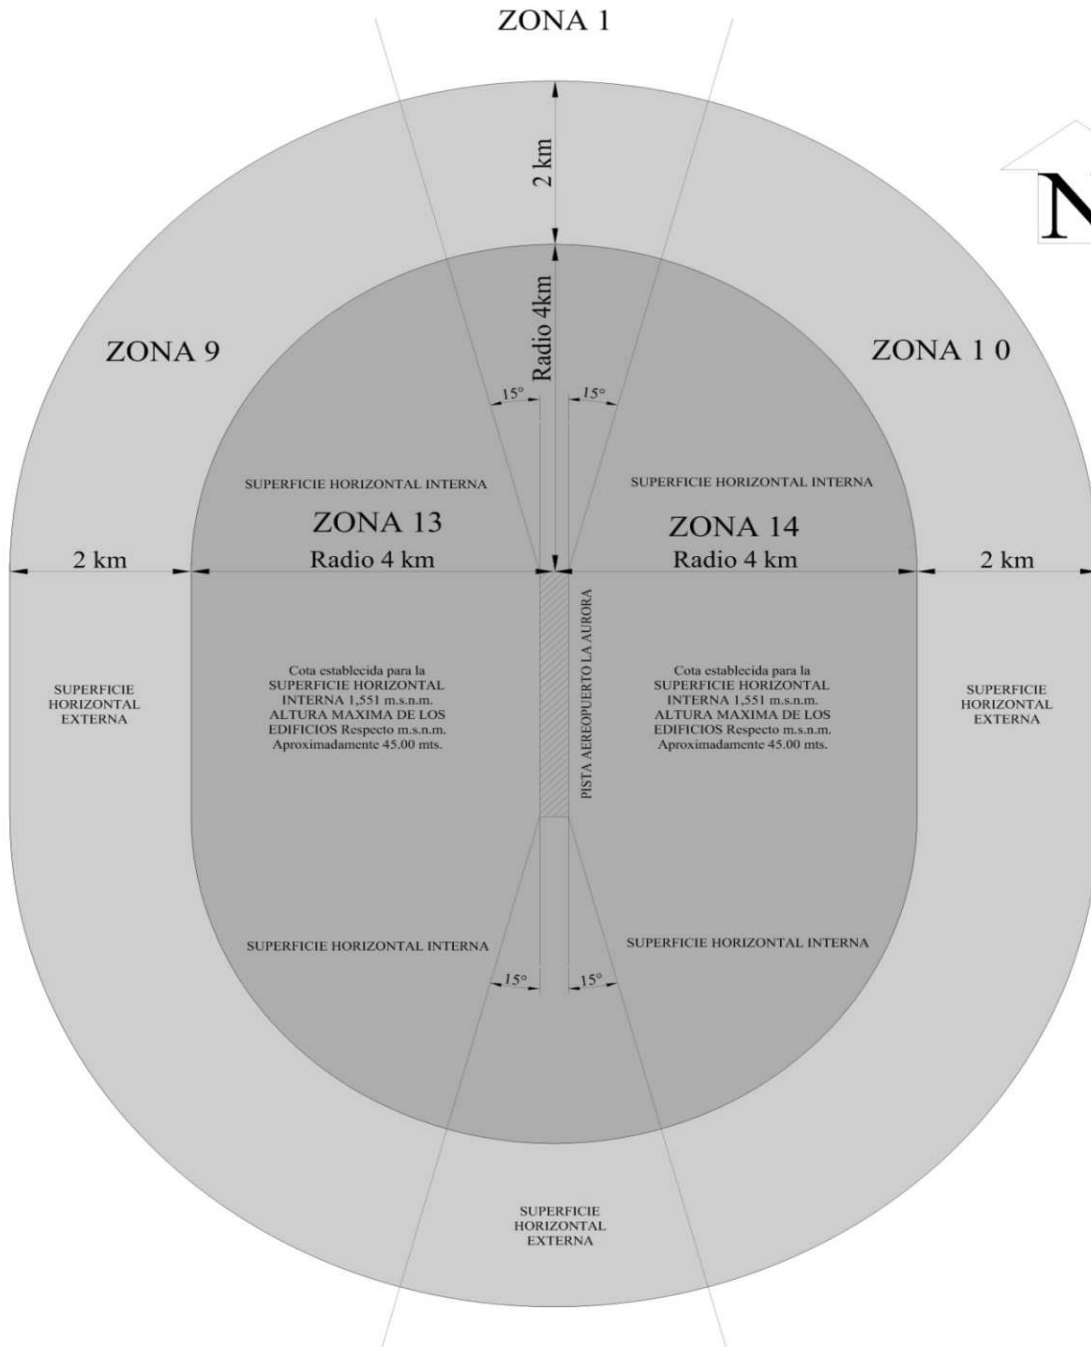 ZONA 1
2 km
N
Radio 4km
ZONA 9
ZONA 1 0
15°
15°
SUPERFICIE HORIZONTAL INTERNA
SUPERFICIE HORIZONTAL INTERNA
ZONA 13
ZONA 14
2 km
Radio 4 km
Radio 4 km
2 km
PISTA AEREOPUERTO LA AURORA
SUPERFICIE
HORIZONTAL
EXTERNA
Cota establecida para la
SUPERFICIE HORIZONTAL
INTERNA 1,551 m.s.n.m.
ALTURA MAXIMA DE LOS
EDIFICIOS Respecto m.s.n.m.
Aproximadamente 45.00 mts.
Cota establecida para la
SUPERFICIE HORIZONTAL
INTERNA 1,551 m.s.n.m.
ALTURA MAXIMA DE LOS
EDIFICIOS Respecto m.s.n.m.
Aproximadamente 45.00 mts.
SUPERFICIE
HORIZONTAL
EXTERNA
SUPERFICIE HORIZONTAL INTERNA
SUPERFICIE HORIZONTAL INTERNA
15°
15°
SUPERFICIE
HORIZONTAL
EXTERNA